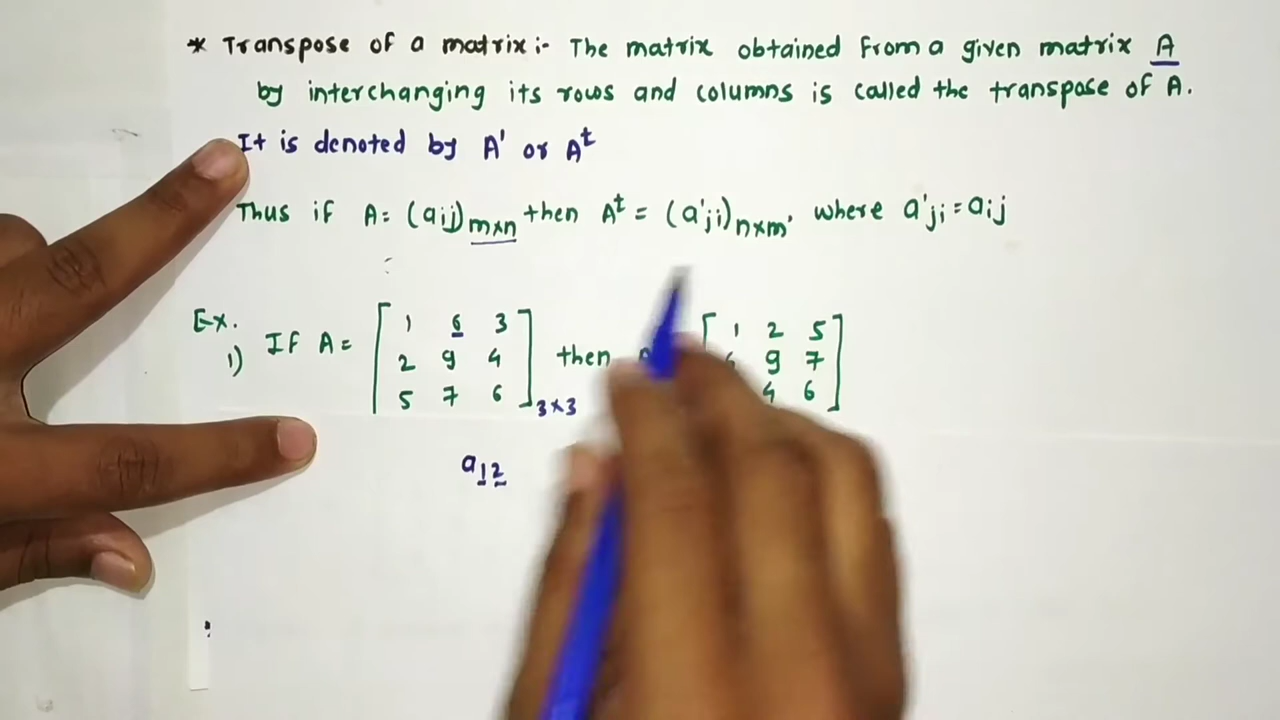 * Transpose of a matrix :- The matrix obtained from a given matrix A
by interchanging its rows and columns is called the transpose of A.
It is denoted by A' or Aᵗ
Thus if A = (aij)m×n then Aᵗ = (a'ji)n×m. where a'ji = aij
Ex.
1) If A = [1 6 3 then [1 2 5]
2 9 4 9 7
5 7 6]3×3 4 6
a12